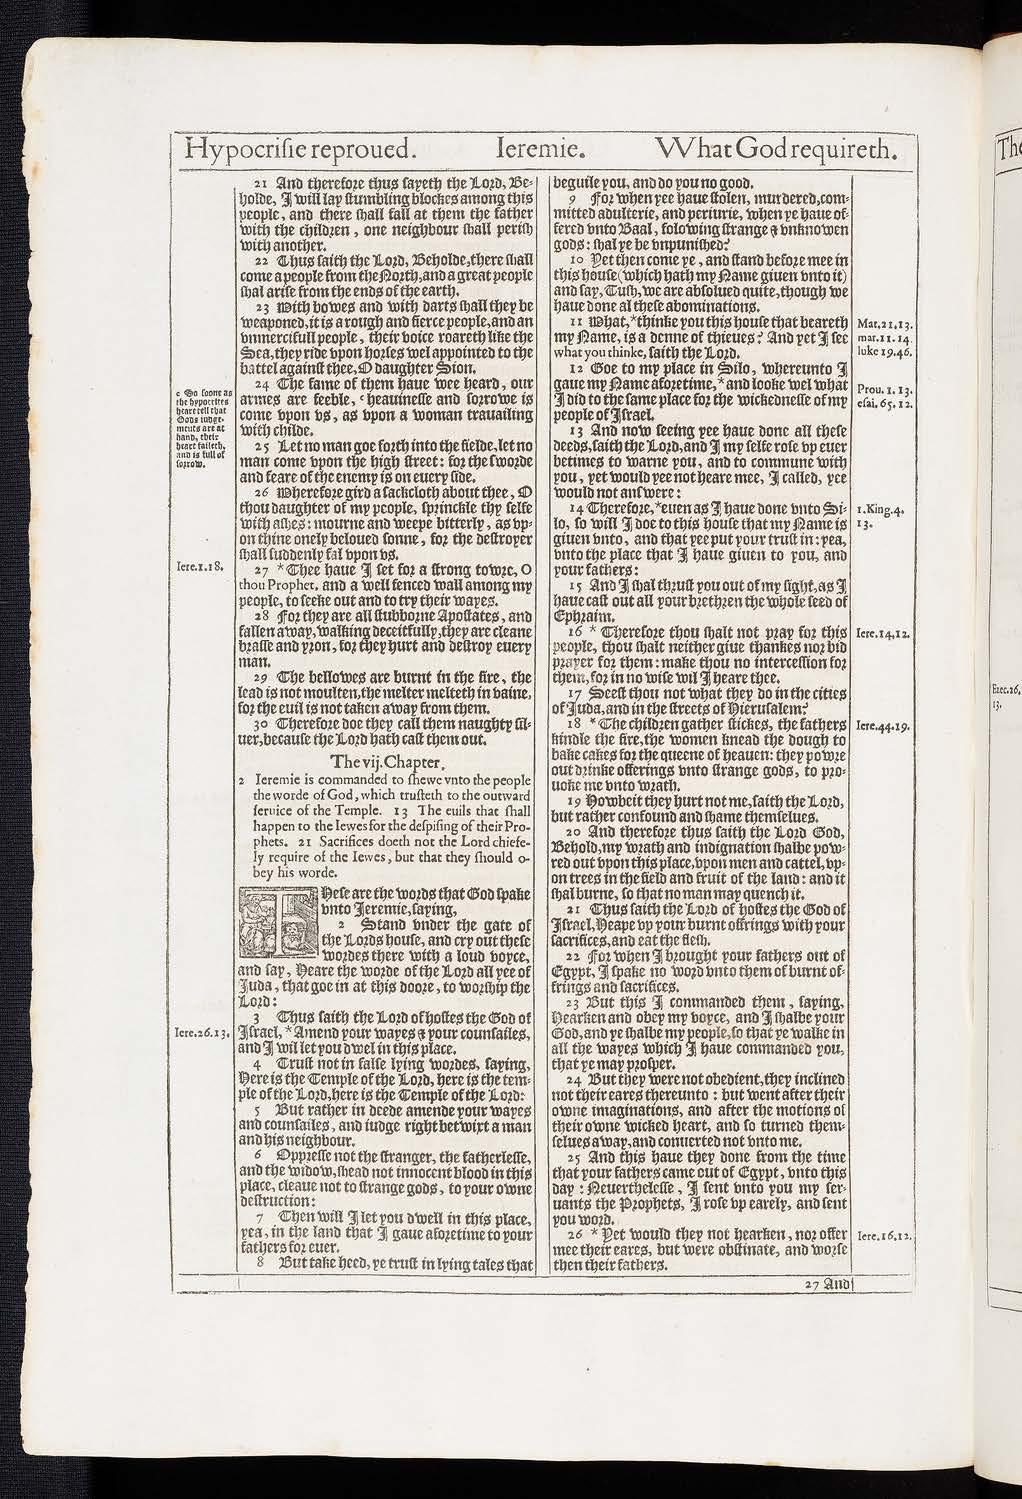 Hypocrisie reproued. Ieremie. What God requireth.
21 And therefore thus sayeth the Lord, Be-
holde, I will lay stumbling blockes among this
people, and there shall fall at them the father
with the children, one neighbour shall perish
with another.
22 Thus saith the Lord, Beholde, there shall
come a people from the North, and a great people
shal arise from the ends of the earth.
23 With bowes and with darts shall they be
weaponed, it is a rough and fierce people, and an
vnmercifull people, their voice roareth like the
Sea, they ride vpon horses wel appointed to the
battel against thee, O daughter Sion.
24 The fame of them haue wee heard, our
armes are feeble, c heauinesse and sorrowe is
come vpon vs, as vpon a woman trauailing
with childe.
25 Let no man goe forth into the fielde, let no
man come vpon the high street: for the sworde
and feare of the enemy is on euery side.
26 Wherefore gird a sackcloth about thee, O
thou daughter of my people, sprinckle thy selfe
with ashes: mourne and weepe bitterly, as vp-
on thine onely beloued sonne, for the destroyer
shall suddenly fal vpon vs.
27 * Thee haue I set for a strong towre, O
thou Prophet, and a well fenced wall among my
people, to seeke out and to try their wayes.
28 For they are all stubborne Apostates, and
fallen away, walking deceitfully, they are cleane
brasse and yron, for they hurt and destroy euery
man.
29 The bellowes are burnt in the fire, the
lead is not moulten, the melter melteth in vaine,
for the euil is not taken away from them.
30 Therefore doe they call them naughty sil-
uer, because the Lord hath cast them out.
c So soone as
the hypocrites
heare tell that
Gods iudge-
ments are at
hand, their
heart faileth,
and is full of
sorrow.
Iere.1.18.
The vij. Chapter.
2 Ieremie is commanded to shewe vnto the people
the worde of God, which trusteth to the outward
seruice of the Temple. 13 The euils that shall
happen to the Iewes for the despising of their Pro-
phets. 21 Sacrifices doeth not the Lord chiefe-
ly require of the Iewes, but that they should o-
bey his worde.
THese are the words that God spake
vnto Jeremie, saying,
2 Stand vnder the gate of
the Lords house, and cry out these
wordes there with a loud voyce,
and say, Heare the worde of the Lord all yee of
Juda, that goe in at this doore, to worship the
Lord:
3 Thus saith the Lord of hostes the God of
Israel, * Amend your wayes & your counsailes,
and I wil let you dwel in this place.
4 Trust not in false lying wordes, saying,
Here is the Temple of the Lord, here is the tem-
ple of the Lord, here is the Temple of the Lord:
5 But rather in deede amende your wayes
and counsailes, and iudge right betwixt a man
and his neighbour.
6 Oppresse not the stranger, the fatherlesse,
and the widow, shead not innocent blood in this
place, cleaue not to strange gods, to your owne
destruction:
7 Then will I let you dwell in this place,
yea, in the land that I gaue aforetime to your
fathers for euer.
8 But take heed, ye trust in lying tales that
Iere.26.13.
beguile you, and do you no good.
9 For when yee haue stolen, murdered, com-
mitted adulterie, and periurie, when ye haue of-
fered vnto Baal, folowing strange & vnknowen
gods: shal ye be vnpunished?
10 Yet then come ye, and stand before mee in
this house (which hath my Name giuen vnto it)
and say, Tush, we are absolued quite, though we
haue done al these abominations.
11 What, * thinke you this house that beareth
my Name, is a denne of thieues? And yet I see
what you thinke, saith the Lord.
12 Goe to my place in Silo, whereunto I
gaue my Name aforetime, * and looke wel what
I did to the same place for the wickednesse of my
people of Israel.
13 And now seeing yee haue done all these
deeds, saith the Lord, and I my selfe rose vp euer
betimes to warne you, and to commune with
you, yet would yee not heare mee, I called, yee
would not answere:
14 Therefore, * euen as I haue done vnto Si-
lo, so will I doe to this house that my Name is
giuen vnto, and that yee put your trust in: yea,
vnto the place that I haue giuen to you, and
your fathers:
15 And I shal thrust you out of my sight, as I
haue cast out all your brethren the whole seed of
Ephraim.
16 * Therefore thou shalt not pray for this
people, thou shalt neither giue thankes nor bid
prayer for them: make thou no intercession for
them, for in no wise wil I heare thee.
17 Seest thou not what they do in the cities
of Juda, and in the streets of Hierusalem?
18 * The children gather stickes, the fathers
kindle the fire, the women knead the dough to
bake cakes for the queene of heauen: they powre
out drinke offerings vnto strange gods, to pro-
uoke me vnto wrath.
19 Howbeit they hurt not me, saith the Lord,
but rather confound and shame themselues.
20 And therefore thus saith the Lord God,
Behold, my wrath and indignation shalbe pow-
red out vpon this place, vpon men and cattel, vp-
on trees in the field and fruit of the land: and it
shal burne, so that no man may quench it.
21 Thus saith the Lord of hostes the God of
Israel, Heape vp your burnt offrings with your
sacrifices, and eat the flesh.
22 For when I brought your fathers out of
Egypt, I spake no word vnto them of burnt of-
frings and sacrifices.
23 But this I commanded them, saying,
Hearken and obey my voyce, and I shalbe your
God, and ye shalbe my people, so that ye walke in
all the wayes which I haue commanded you,
that ye may prosper.
24 But they were not obedient, they inclined
not their eares thereunto: but went after their
owne imaginations, and after the motions of
their owne wicked heart, and so turned them-
selues away, and conuerted not vnto me.
25 And this haue they done from the time
that your fathers came out of Egypt, vnto this
day: Neuerthelesse, I sent vnto you my ser-
uants the Prophets, I rose vp earely, and sent
you word.
26 * Yet would they not hearken, nor offer
mee their eares, but were obstinate, and worse
then their fathers.
27 And
Mat.21.13.
mar.11.14
luke 19.46.
Prou.1.13.
esai.65.12.
1.King.4.
13.
Iere.14,12.
Iere.44.19.
Iere.16.12.
The
Ezec.26,
13.